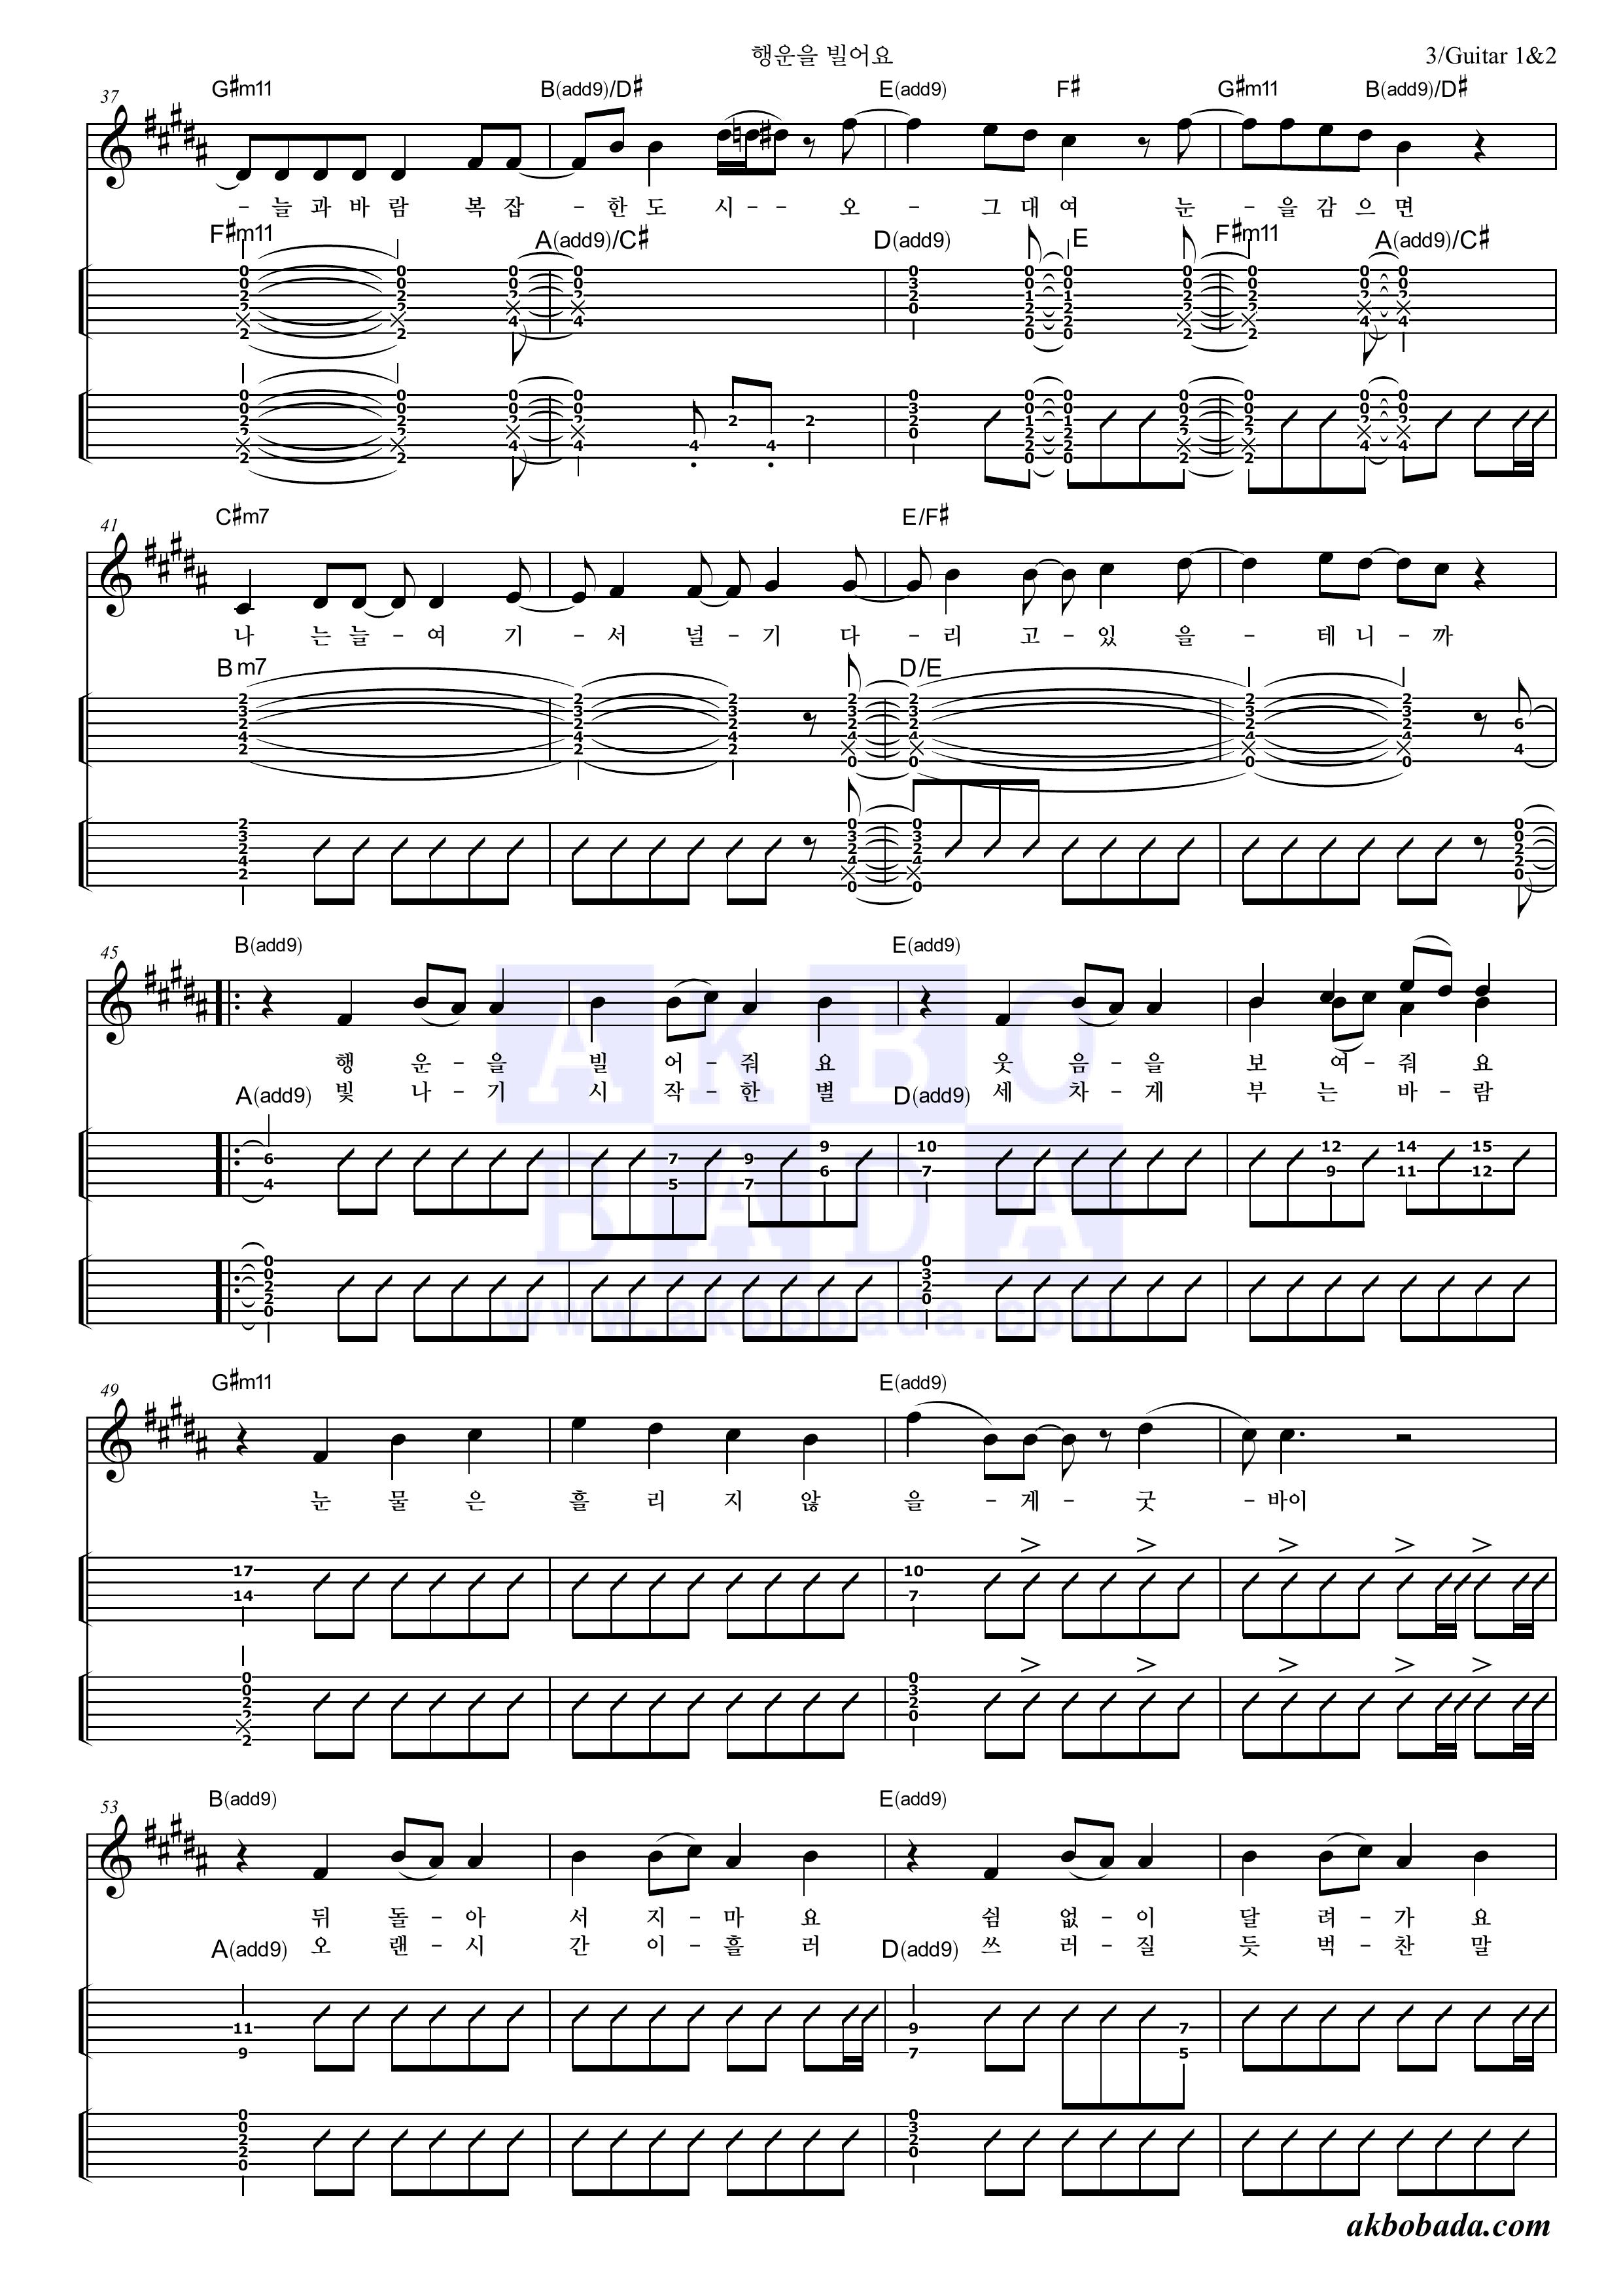 행운을 빌어요
3/Guitar 1&2
37
G#m11 B(add9)/D# E(add9) F# G#m11 B(add9)/D#
- 늘 과 바 람 복 잡 - 한 도 시 - - 오 - 그 대 여 눈 - 을 감 으 면
F#m11 A(add9)/C# D(add9) E F#m11 A(add9)/C#
41
C#m7 E/F#
나 는 늘 - 여 기 - 서 널 - 기 다 - 리 고 - 있 을 - 테 니 - 까
Bm7 D/E
45
B(add9) E(add9)
행 운 - 을 빌 어 - 줘 요 웃 음 - 을 보 여 - 줘 요
빛 나 - 기 시 작 - 한 별 세 차 - 게 부 는 바 - 람
A(add9) D(add9)
AKBO
BADA
www.akbobada.com
49
G#m11 E(add9)
눈 물 은 흘 리 지 않 을 - 게 - 굿 - 바이
53
B(add9) E(add9)
뒤 돌 - 아 서 지 - 마 요 쉼 없 - 이 달 려 - 가 요
오 랜 - 시 간 이 - 흘 러 쓰 러 - 질 듯 벅 - 찬 말
A(add9) D(add9)
akbobada.com